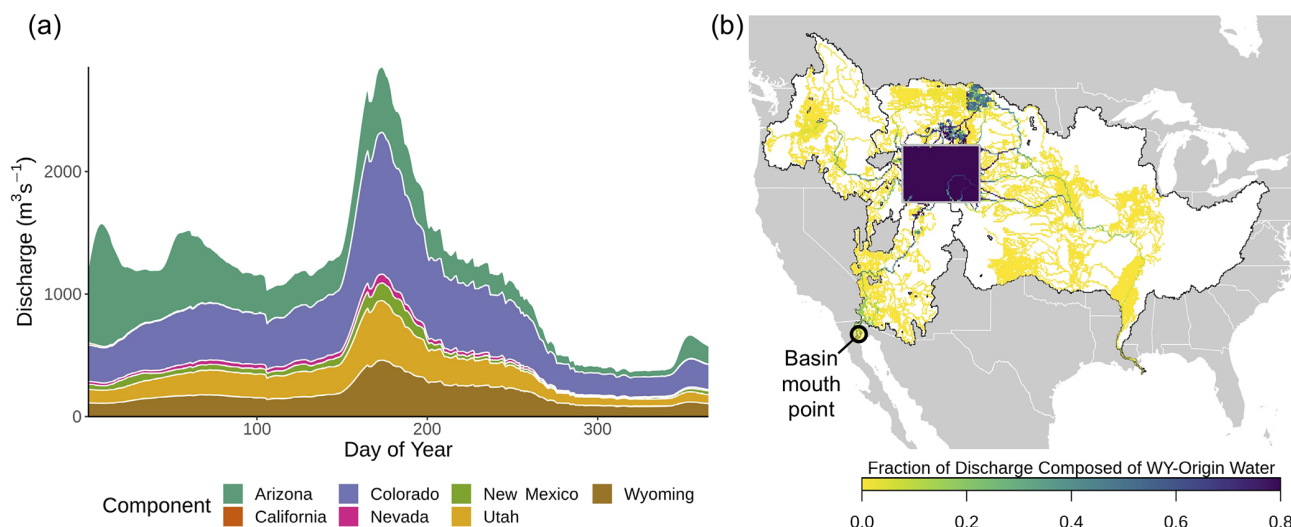 (a)
(b)
Discharge (m³s⁻¹)
2000
1000
0
100
200
300
Day of Year
Component
Arizona
Colorado
New Mexico
Wyoming
California
Nevada
Utah
Basin
mouth
point
Fraction of Discharge Composed of WY-Origin Water
0.0
0.2
0.4
0.6
0.8